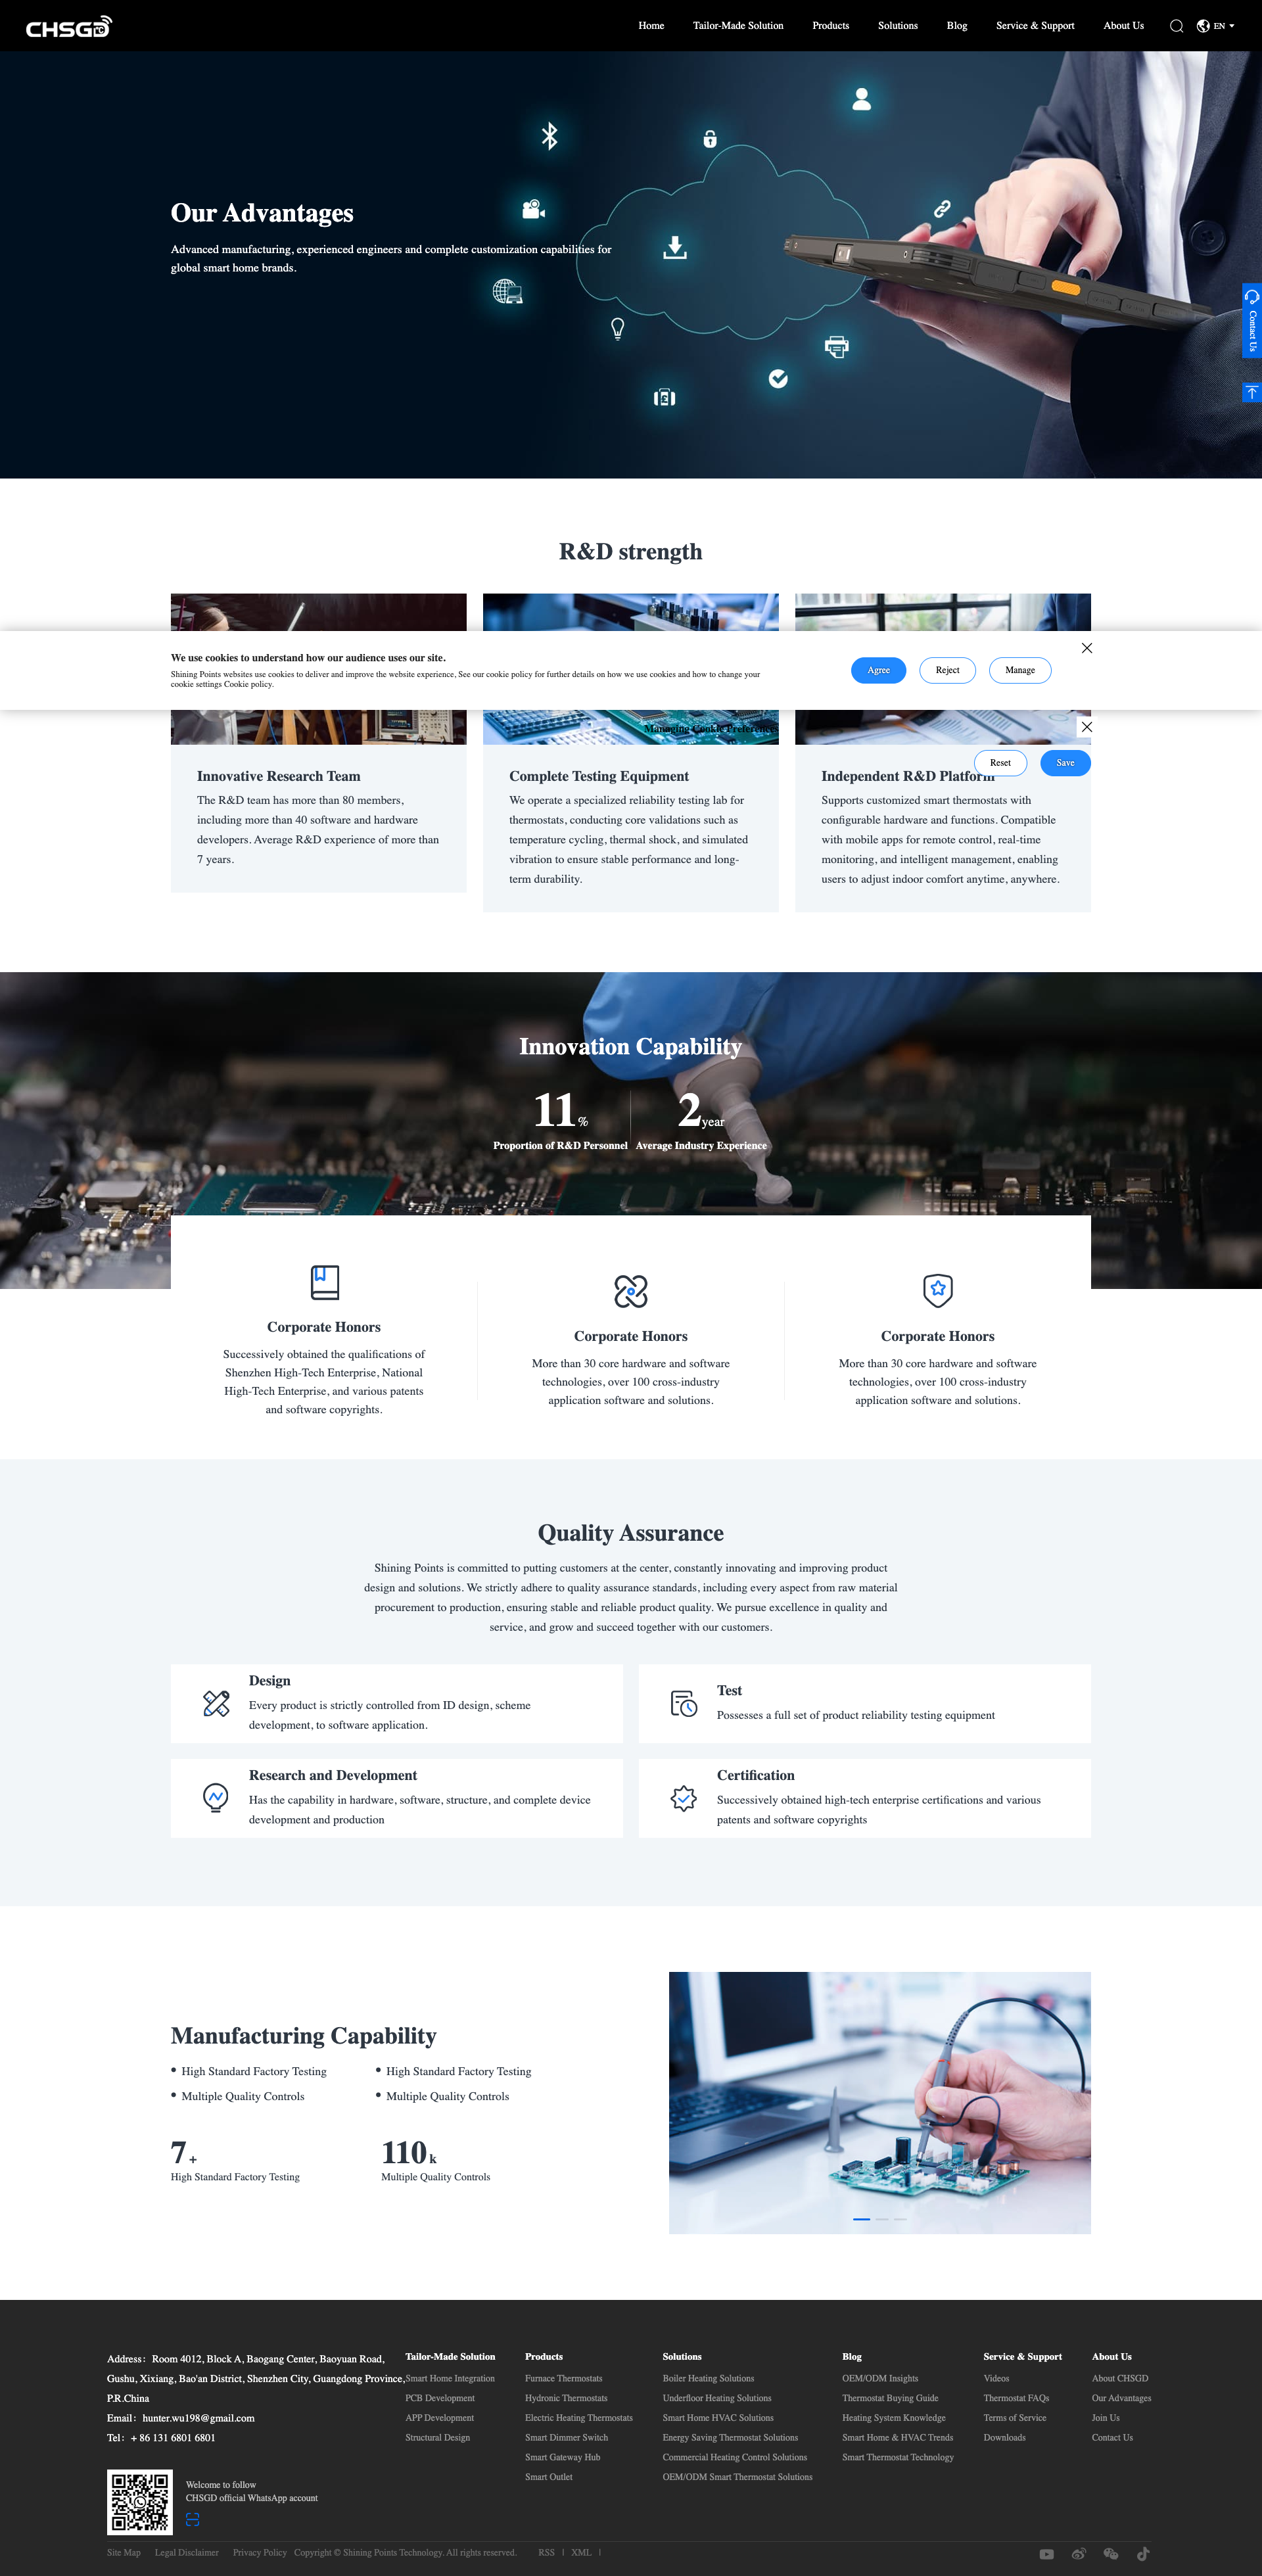 CHSGD
Home
Tailor-Made Solution
Products
Solutions
Blog
Service & Support
About Us
EN
Our Advantages
Advanced manufacturing, experienced engineers and complete customization capabilities for
global smart home brands.
Contact Us
R&D strength
We use cookies to understand how our audience uses our site.
Shining Points websites use cookies to deliver and improve the website experience, See our cookie policy for further details on how we use cookies and how to change your
cookie settings Cookie policy.
Agree
Reject
Manage
Managing Cookie Preferences
Reset
Save
Innovative Research Team
The R&D team has more than 80 members,
including more than 40 software and hardware
developers. Average R&D experience of more than
7 years.
Complete Testing Equipment
We operate a specialized reliability testing lab for
thermostats, conducting core validations such as
temperature cycling, thermal shock, and simulated
vibration to ensure stable performance and long-
term durability.
Independent R&D Platform
Supports customized smart thermostats with
configurable hardware and functions. Compatible
with mobile apps for remote control, real-time
monitoring, and intelligent management, enabling
users to adjust indoor comfort anytime, anywhere.
Innovation Capability
11%
Proportion of R&D Personnel
2year
Average Industry Experience
Corporate Honors
Successively obtained the qualifications of
Shenzhen High-Tech Enterprise, National
High-Tech Enterprise, and various patents
and software copyrights.
Corporate Honors
More than 30 core hardware and software
technologies, over 100 cross-industry
application software and solutions.
Corporate Honors
More than 30 core hardware and software
technologies, over 100 cross-industry
application software and solutions.
Quality Assurance
Shining Points is committed to putting customers at the center, constantly innovating and improving product
design and solutions. We strictly adhere to quality assurance standards, including every aspect from raw material
procurement to production, ensuring stable and reliable product quality. We pursue excellence in quality and
service, and grow and succeed together with our customers.
Design
Every product is strictly controlled from ID design, scheme
development, to software application.
Test
Possesses a full set of product reliability testing equipment
Research and Development
Has the capability in hardware, software, structure, and complete device
development and production
Certification
Successively obtained high-tech enterprise certifications and various
patents and software copyrights
Manufacturing Capability
• High Standard Factory Testing
• High Standard Factory Testing
• Multiple Quality Controls
• Multiple Quality Controls
7+
High Standard Factory Testing
110k
Multiple Quality Controls
Address: Room 4012, Block A, Baogang Center, Baoyuan Road,
Gushu, Xixiang, Bao'an District, Shenzhen City, Guangdong Province,
P.R.China
Email: hunter.wu198@gmail.com
Tel: + 86 131 6801 6801
Welcome to follow
CHSGD official WhatsApp account
Tailor-Made Solution
Smart Home Integration
PCB Development
APP Development
Structural Design
Products
Furnace Thermostats
Hydronic Thermostats
Electric Heating Thermostats
Smart Dimmer Switch
Smart Gateway Hub
Smart Outlet
Solutions
Boiler Heating Solutions
Underfloor Heating Solutions
Smart Home HVAC Solutions
Energy Saving Thermostat Solutions
Commercial Heating Control Solutions
OEM/ODM Smart Thermostat Solutions
Blog
OEM/ODM Insights
Thermostat Buying Guide
Heating System Knowledge
Smart Home & HVAC Trends
Smart Thermostat Technology
Service & Support
Videos
Thermostat FAQs
Terms of Service
Downloads
About Us
About CHSGD
Our Advantages
Join Us
Contact Us
Site Map
Legal Disclaimer
Privacy Policy
Copyright © Shining Points Technology. All rights reserved.
RSS |
XML |